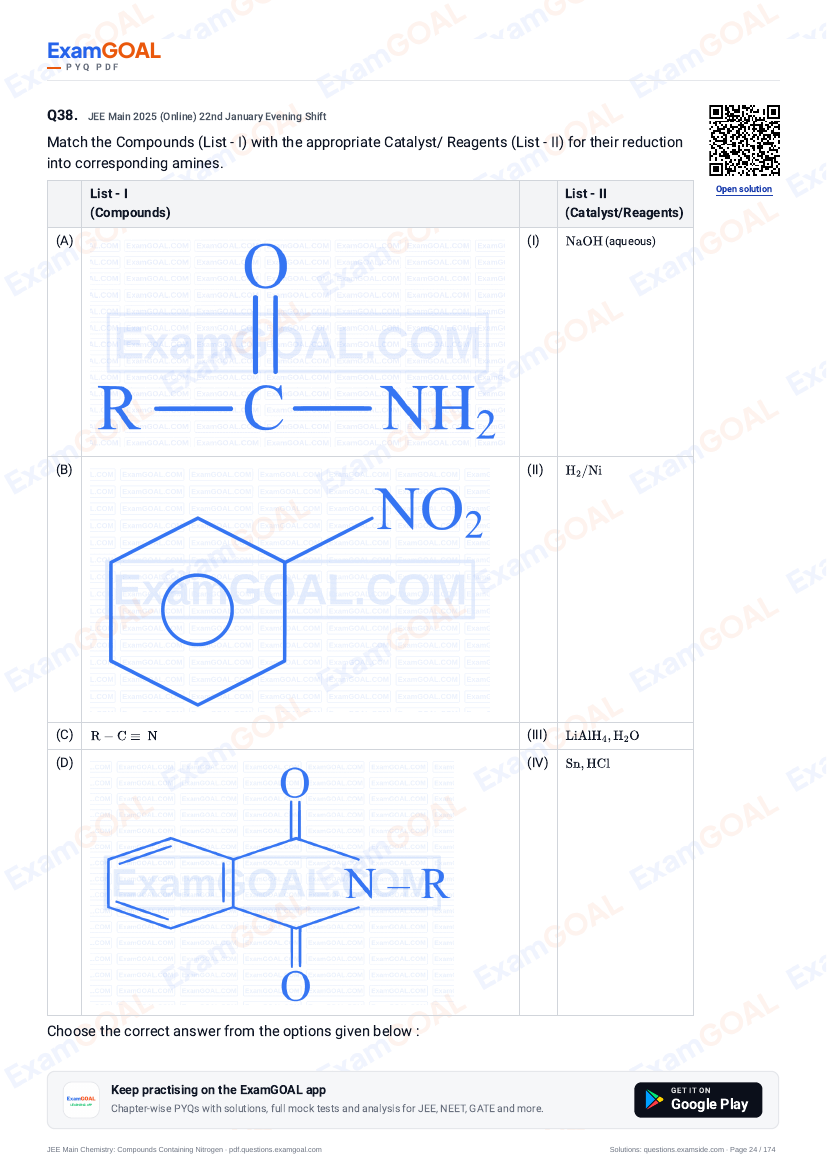 ExamGOAL
PYQ PDF
Q38. JEE Main 2025 (Online) 22nd January Evening Shift
Match the Compounds (List - I) with the appropriate Catalyst/ Reagents (List - II) for their reduction
into corresponding amines.
Open solution
List - I
(Compounds)
List - II
(Catalyst/Reagents)
(A)
O
R — C — NH₂
(I) NaOH (aqueous)
(B)
NO₂
(II) H₂/Ni
(C) R − C ≡ N
(III) LiAlH₄, H₂O
(D)
O
N − R
O
(IV) Sn, HCl
ExamGOAL.COM
Choose the correct answer from the options given below :
Keep practising on the ExamGOAL app
Chapter-wise PYQs with solutions, full mock tests and analysis for JEE, NEET, GATE and more.
GET IT ON
Google Play
JEE Main Chemistry: Compounds Containing Nitrogen · pdf.questions.examgoal.com
Solutions: questions.examside.com · Page 24 / 174